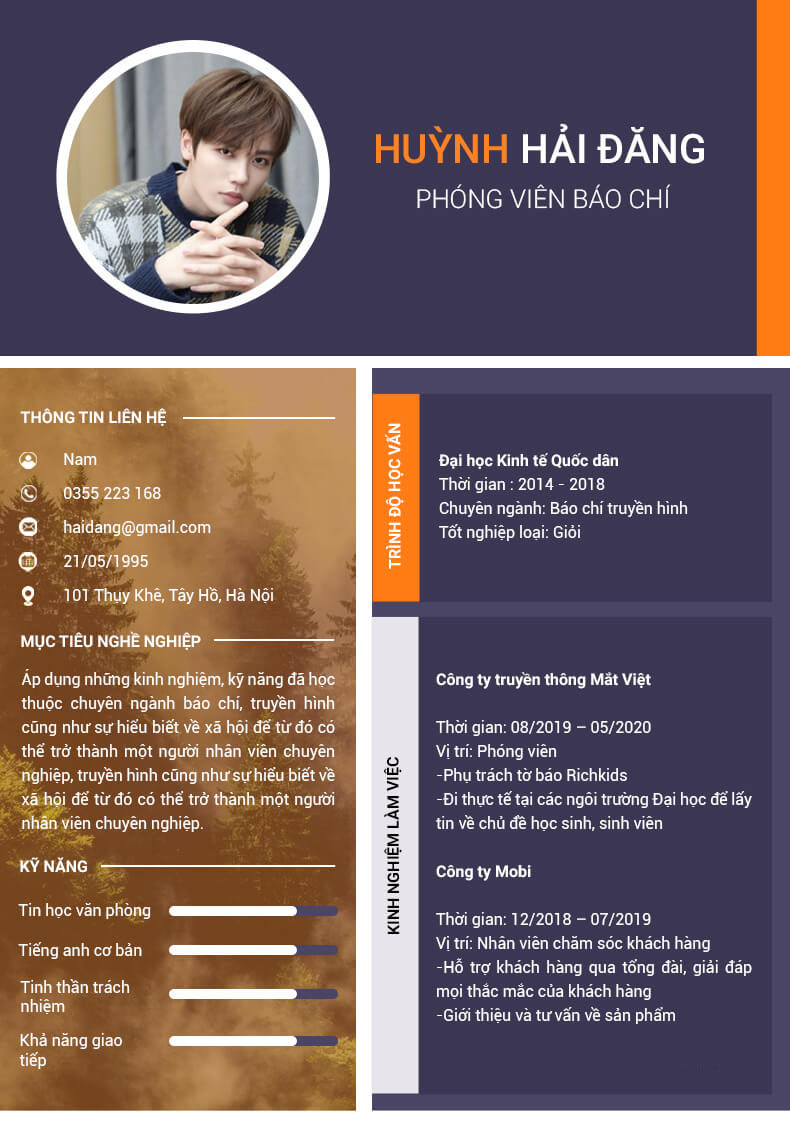 HUỲNH HẢI ĐĂNG
PHÓNG VIÊN BÁO CHÍ
THÔNG TIN LIÊN HỆ
Nam
0355 223 168
haidang@gmail.com
21/05/1995
101 Thụy Khê, Tây Hồ, Hà Nội
MỤC TIÊU NGHỀ NGHIỆP
Áp dụng những kinh nghiệm, kỹ năng đã học
thuộc chuyên ngành báo chí, truyền hình
cũng như sự hiểu biết về xã hội để từ đó có
thể trở thành một người nhân viên chuyên
nghiệp, truyền hình cũng như sự hiểu biết về
xã hội để từ đó có thể trở thành một người
nhân viên chuyên nghiệp.
KỸ NĂNG
Tin học văn phòng
Tiếng anh cơ bản
Tinh thần trách
nhiệm
Khả năng giao
tiếp
TRÌNH ĐỘ HỌC VẤN
Đại học Kinh tế Quốc dân
Thời gian : 2014 - 2018
Chuyên ngành: Báo chí truyền hình
Tốt nghiệp loại: Giỏi
KINH NGHIỆM LÀM VIỆC
Công ty truyền thông Mắt Việt
Thời gian: 08/2019 – 05/2020
Vị trí: Phóng viên
-Phụ trách tờ báo Richkids
-Đi thực tế tại các ngôi trường Đại học để lấy
tin về chủ đề học sinh, sinh viên
Công ty Mobi
Thời gian: 12/2018 – 07/2019
Vị trí: Nhân viên chăm sóc khách hàng
-Hỗ trợ khách hàng qua tổng đài, giải đáp
mọi thắc mắc của khách hàng
-Giới thiệu và tư vấn về sản phẩm